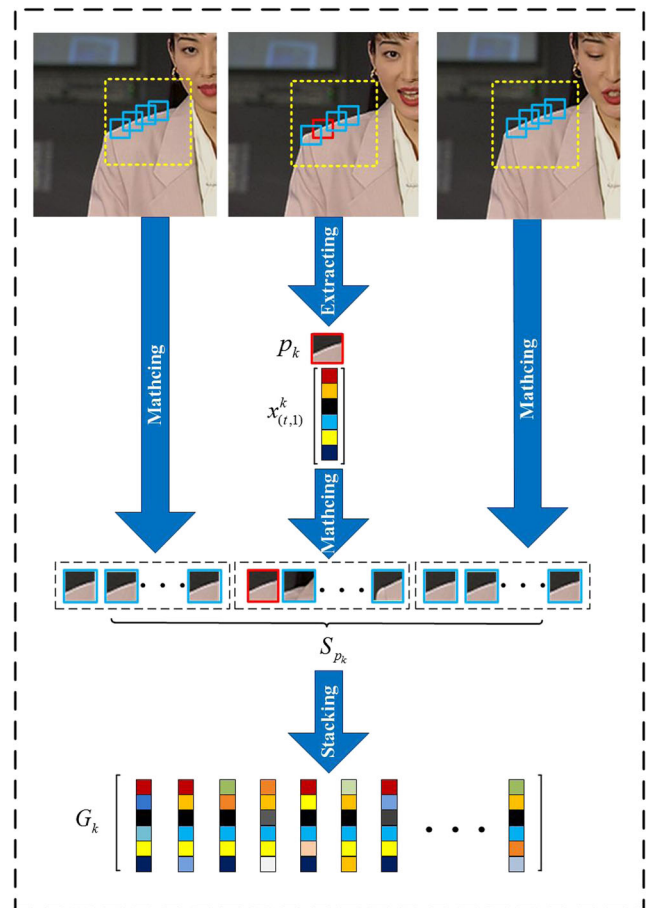 Extracting
p_k
Mathcing
Mathcing
x^k_{(t,1)}
Mathcing
. . . . . . . . .
S_{p_k}
Stacking
G_k
. . .